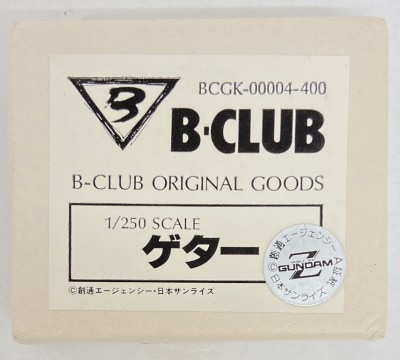 B
BCGK-00004-400
B·CLUB
B-CLUB ORIGINAL GOODS
1/250 SCALE
ゲター
©創通エージェンシー・日本サンライズ
©創通エージェンシー
Z
GUNDAM
日本サンライズ